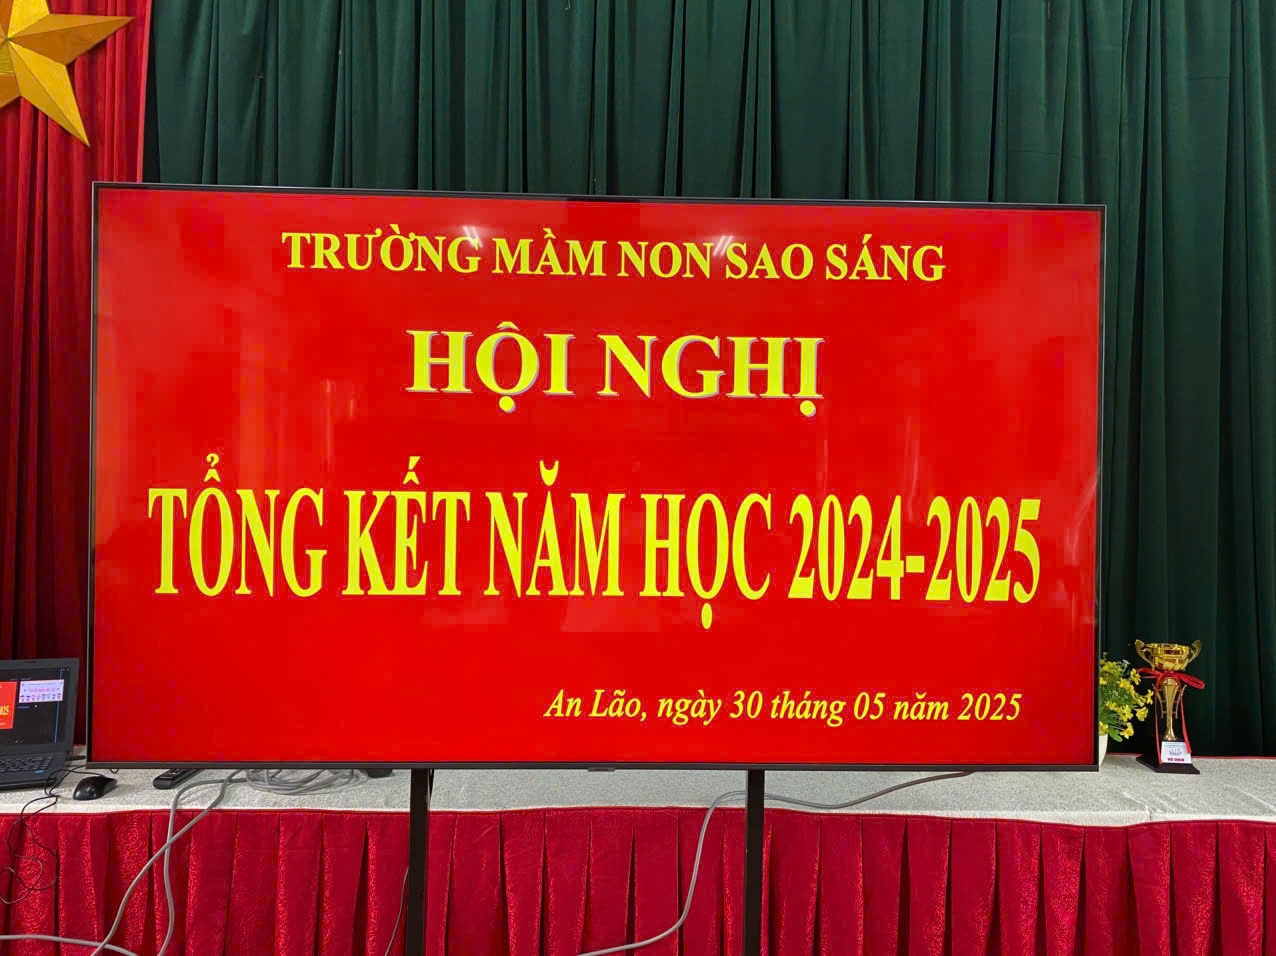 TRƯỜNG MẦM NON SAO SÁNG
HỘI NGHỊ
TỔNG KẾT NĂM HỌC 2024-2025
An Lão, ngày 30 tháng 05 năm 2025